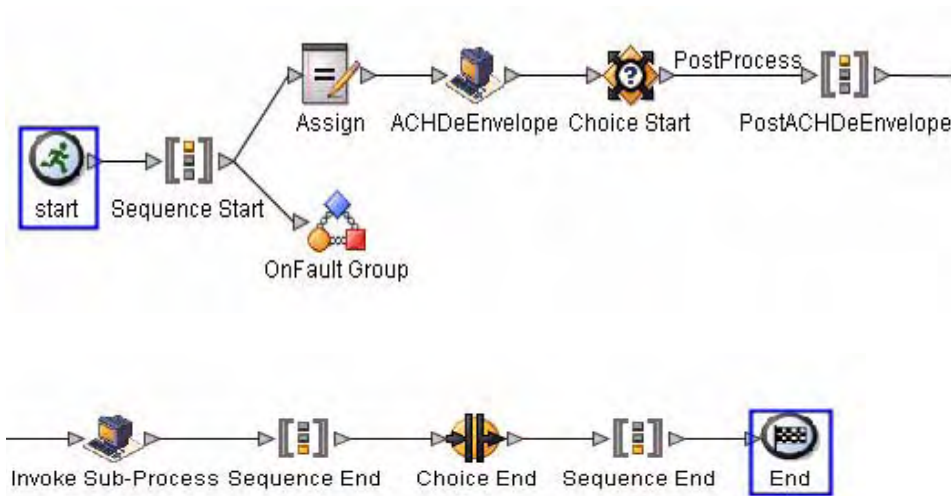 PostProcess
Assign
ACHDeEnvelope
Choice Start
PostACHDeEnvelope
start
Sequence Start
OnFault Group
Invoke Sub-Process
Sequence End
Choice End
Sequence End
End